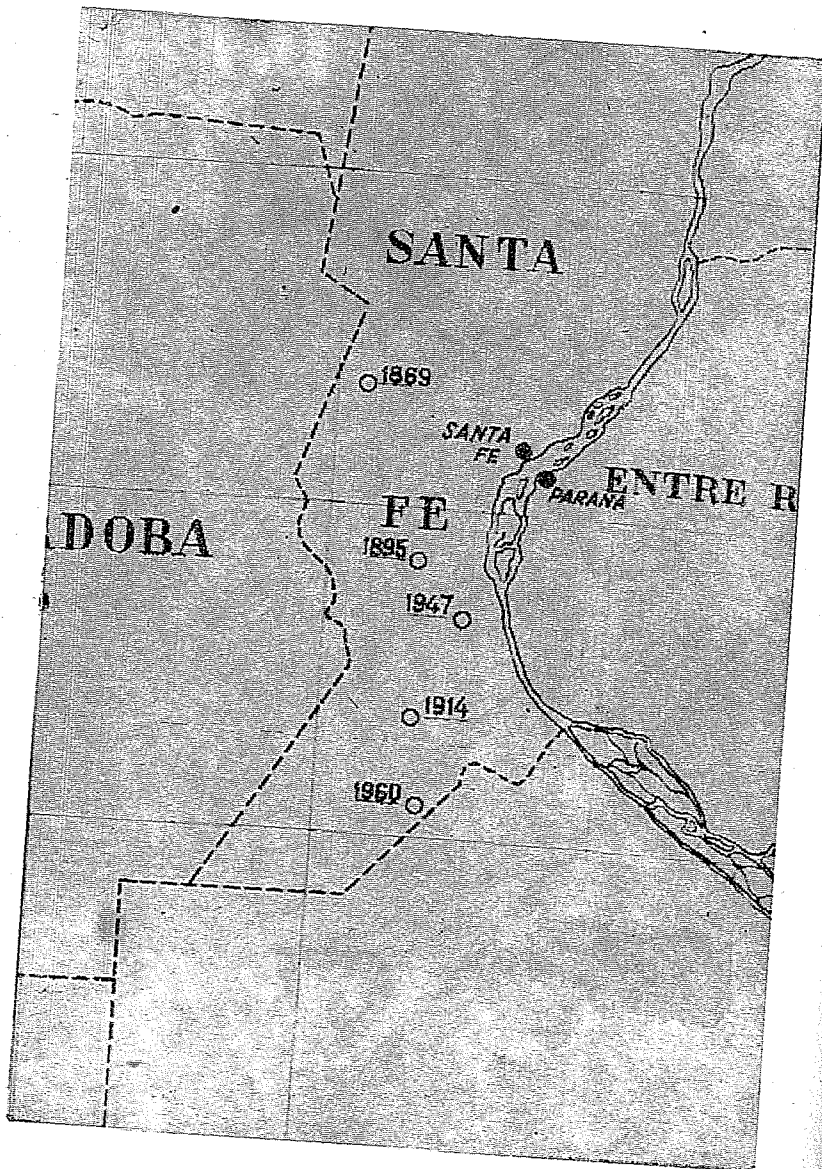 SANTA
1869
SANTA
FE
PARANA
ENTRE R
FE
DOBA
1895
1947
1914
1960